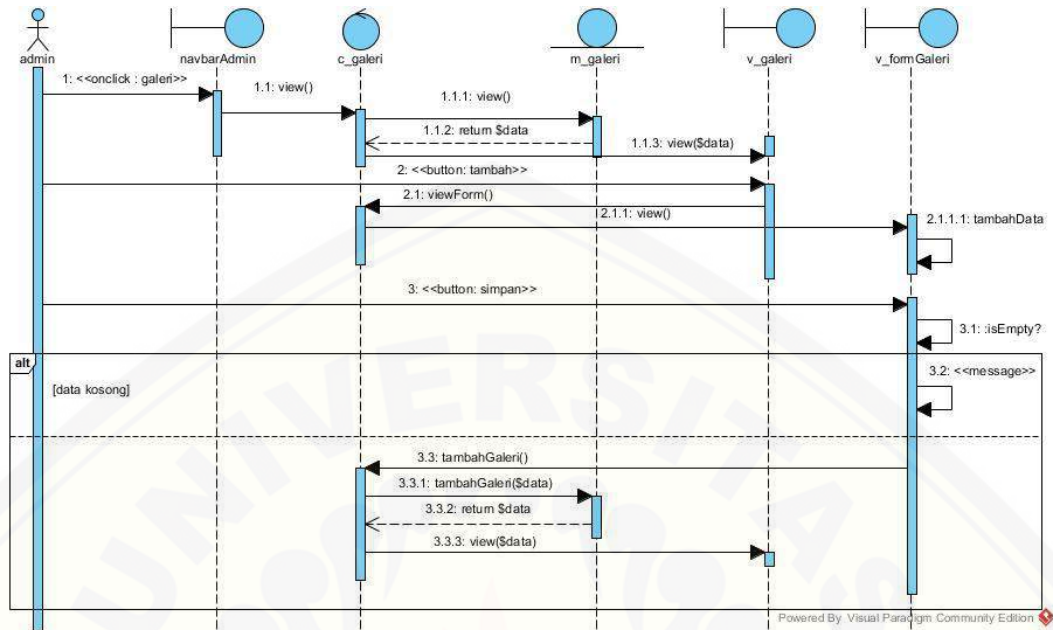 admin
navbarAdmin
c_galeri
m_galeri
v_galeri
v_formGaleri
1: <<onclick : galeri>>
1.1: view()
1.1.1: view()
1.1.2: return $data
1.1.3: view($data)
2: <<button: tambah>>
2.1: viewForm()
2.1.1: view()
2.1.1.1: tambahData
3: <<button: simpan>>
3.1: :isEmpty?
alt
3.2: <<message>>
[data kosong]
3.3: tambahGaleri()
3.3.1: tambahGaleri($data)
3.3.2: return $data
3.3.3: view($data)
UNIVERSITAS
Powered By Visual Paradigm Community Edition